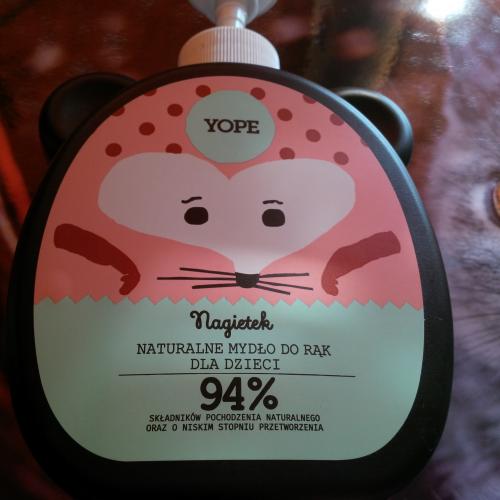 YOPE
Nagietek
NATURALNE MYDŁO DO RĄK
DLA DZIECI
94%
SKŁADNIKÓW POCHODZENIA NATURALNEGO
ORAZ O NISKIM STOPNIU PRZETWORZENIA